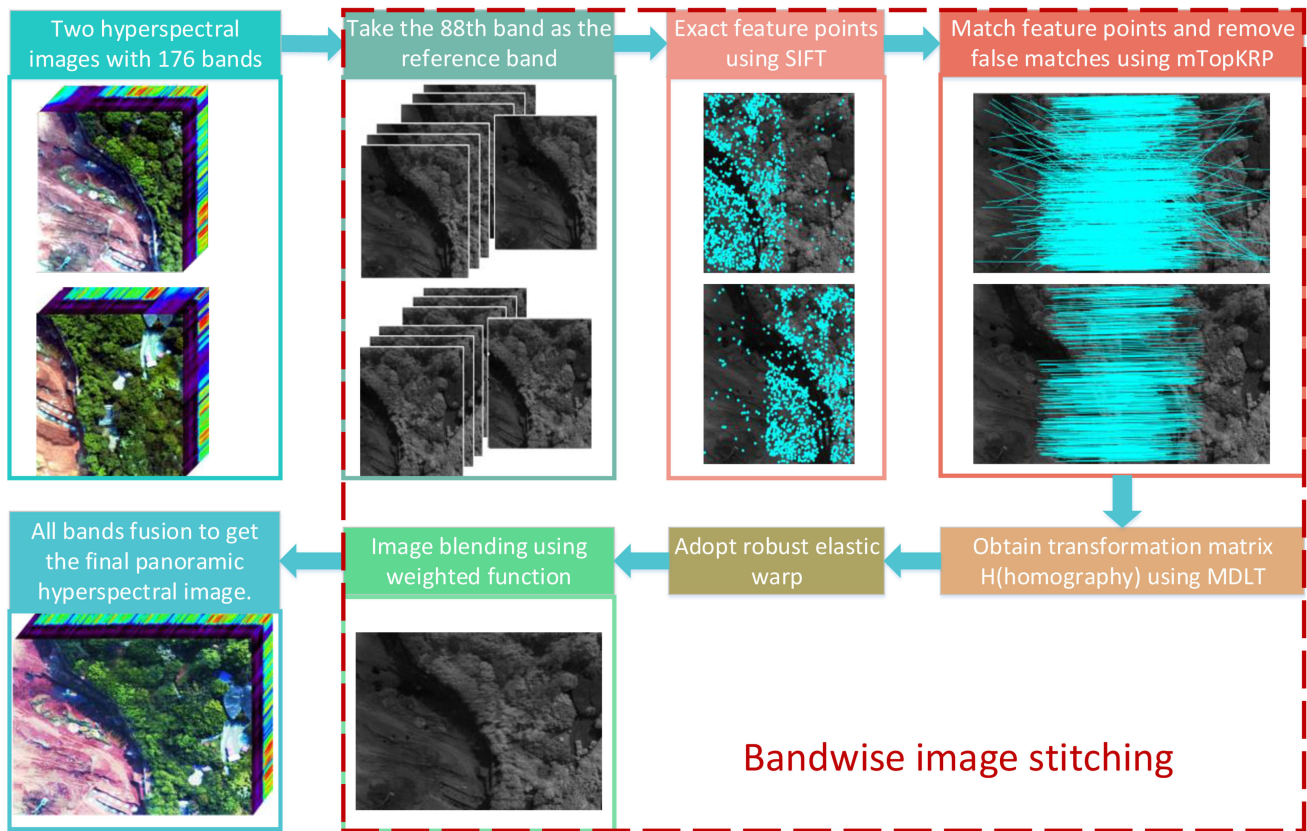 Two hyperspectral
images with 176 bands
Take the 88th band as the
reference band
Exact feature points
using SIFT
Match feature points and remove
false matches using mTopKRP
Obtain transformation matrix
H(homography) using MDLT
Adopt robust elastic
warp
Image blending using
weighted function
All bands fusion to get
the final panoramic
hyperspectral image.
Bandwise image stitching